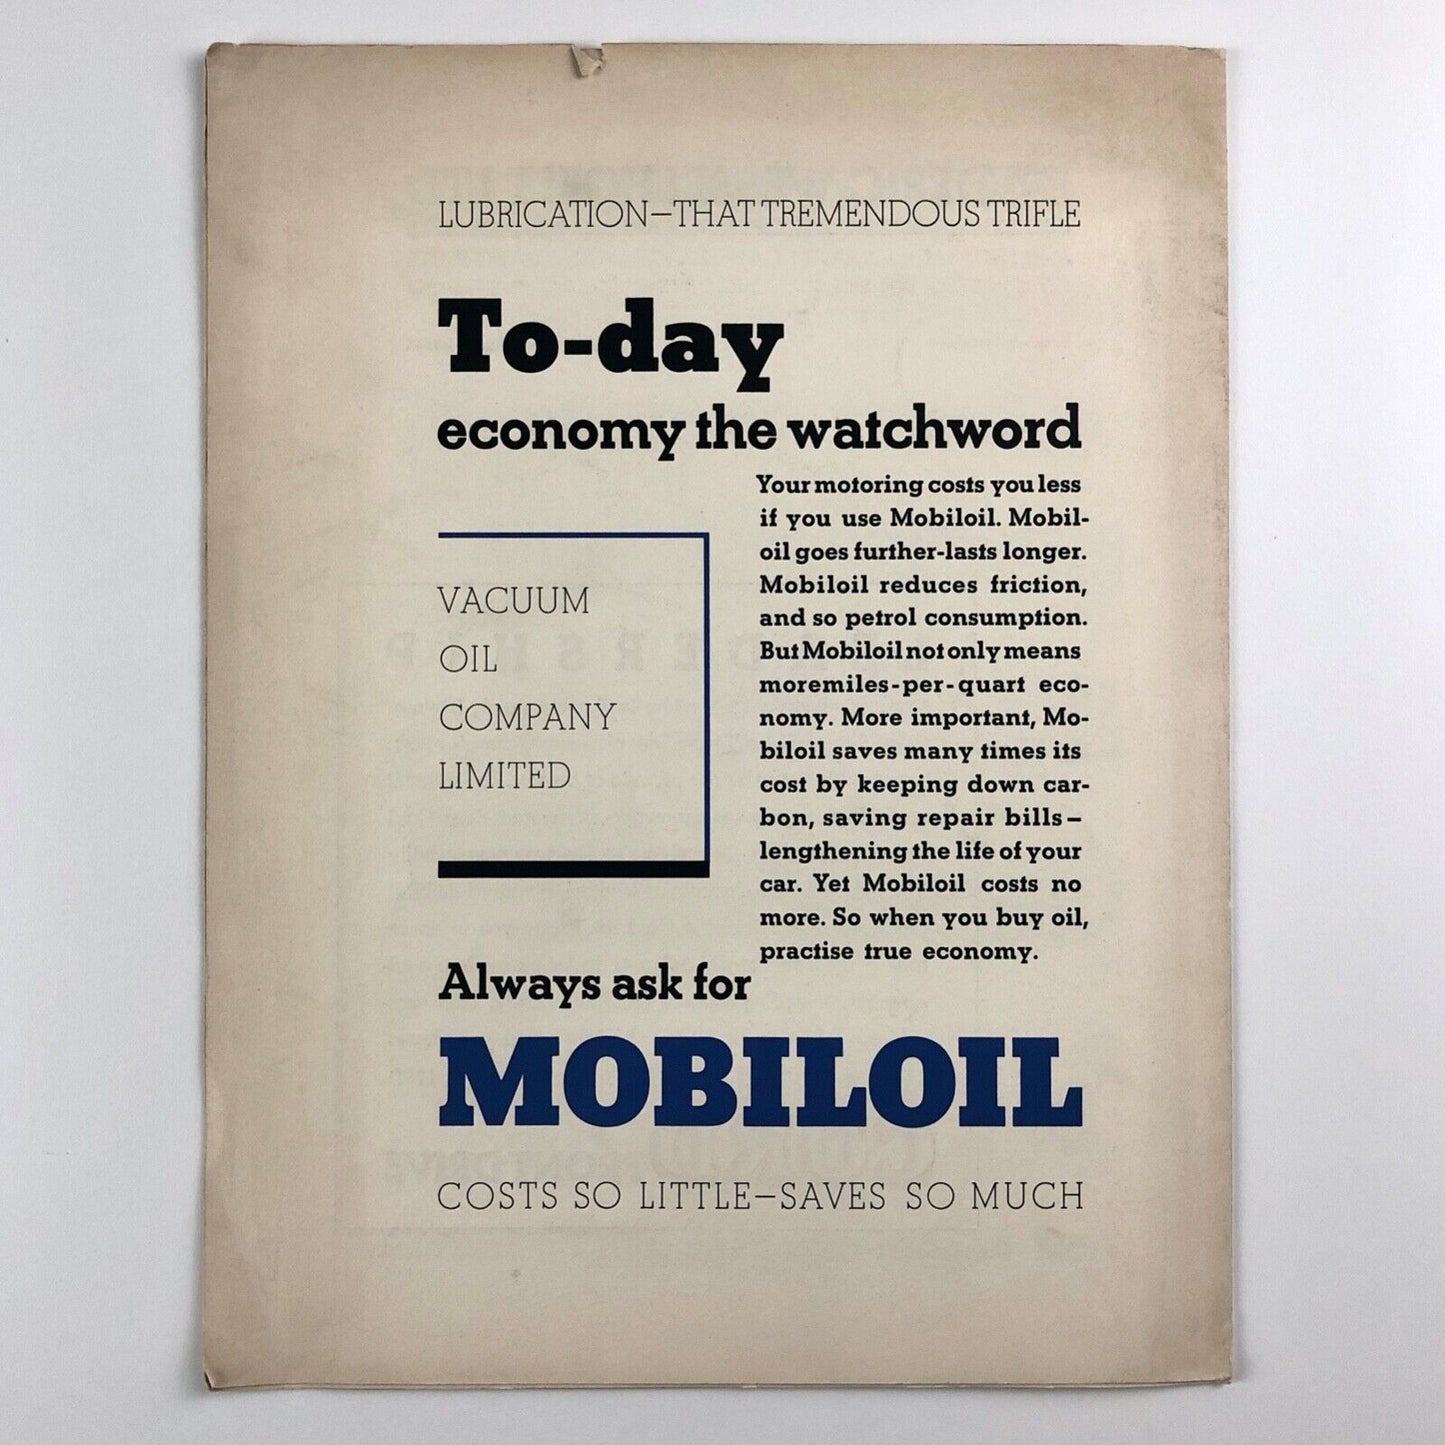 LUBRICATION—THAT TREMENDOUS TRIFLE
To-day
economy the watchword
Your motoring costs you less
if you use Mobiloil. Mobil-
oil goes further-lasts longer.
Mobiloil reduces friction,
and so petrol consumption.
But Mobiloil not only means
more miles-per-quart eco-
nomy. More important, Mo-
biloil saves many times its
cost by keeping down car-
bon, saving repair bills—
lengthening the life of your
car. Yet Mobiloil costs no
more. So when you buy oil,
practise true economy.
VACUUM
OIL
COMPANY
LIMITED
Always ask for
MOBILOIL
COSTS SO LITTLE—SAVES SO MUCH